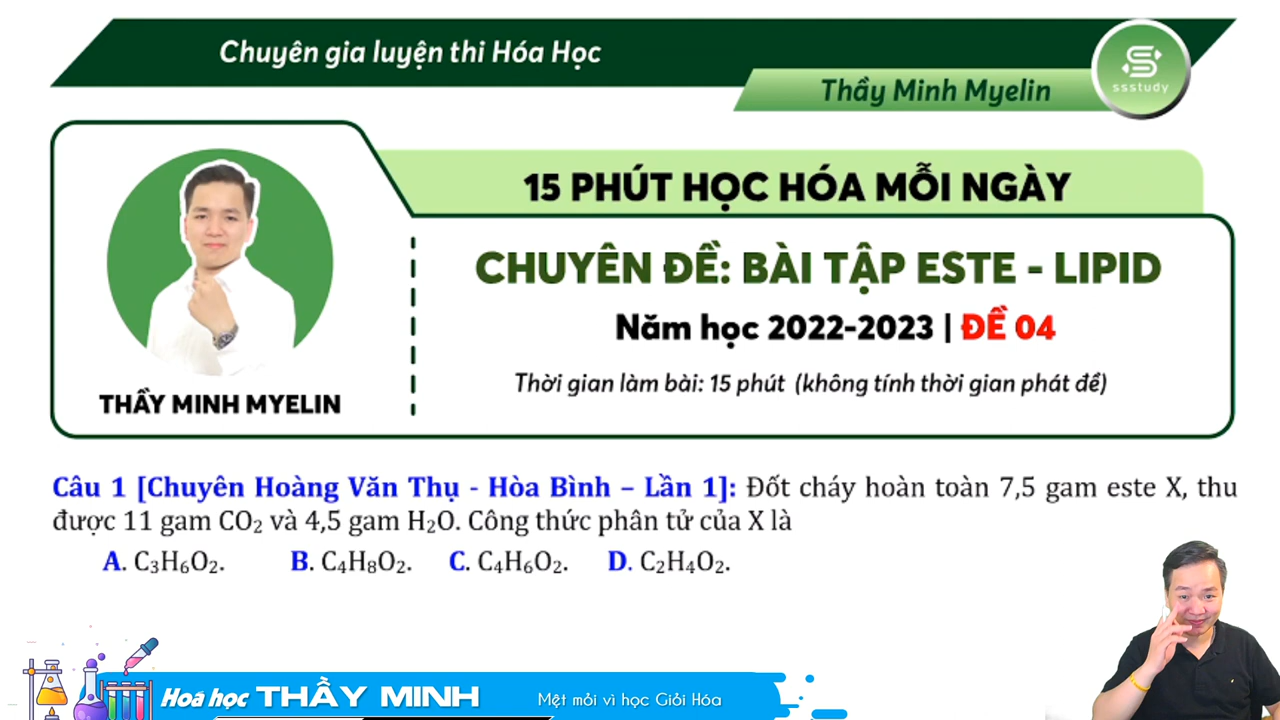 Chuyên gia luyện thi Hóa Học
Thầy Minh Myelin
ssstudy
15 PHÚT HỌC HÓA MỖI NGÀY
CHUYÊN ĐỀ: BÀI TẬP ESTE - LIPID
Năm học 2022-2023 | ĐỀ 04
Thời gian làm bài: 15 phút (không tính thời gian phát đề)
THẦY MINH MYELIN
Câu 1 [Chuyên Hoàng Văn Thụ - Hòa Bình – Lần 1]: Đốt cháy hoàn toàn 7,5 gam este X, thu
được 11 gam CO₂ và 4,5 gam H₂O. Công thức phân tử của X là
A. C₃H₆O₂. B. C₄H₈O₂. C. C₄H₆O₂. D. C₂H₄O₂.
Hoá học THẦY MINH Mệt mỏi vì học Giỏi Hóa